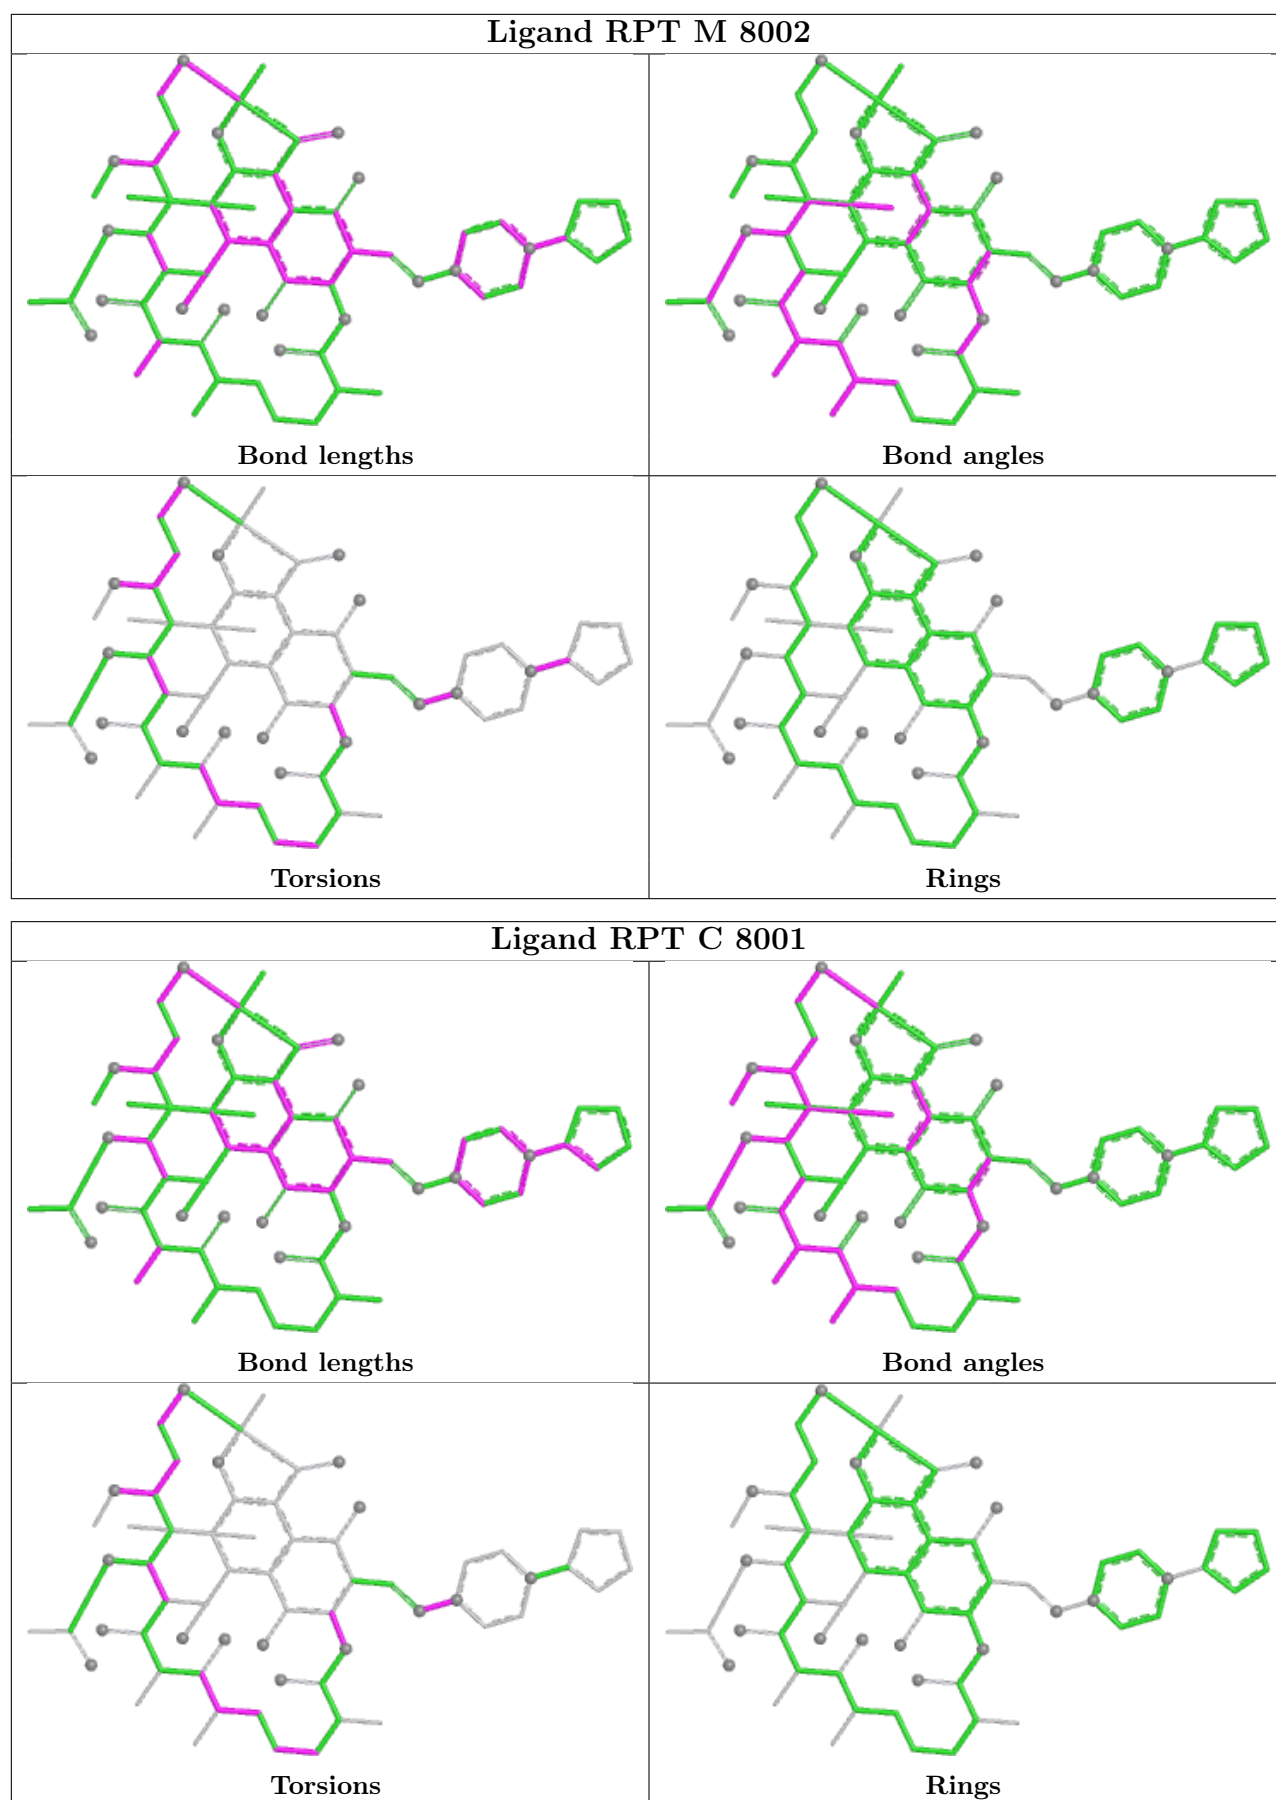 Ligand RPT M 8002
Bond lengths
Bond angles
Torsions
Rings
Ligand RPT C 8001
Bond lengths
Bond angles
Torsions
Rings